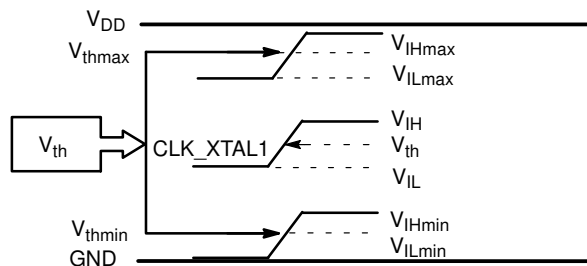 VDD
Vthmax
VIHmax
VILmax
VIH
Vth
CLK_XTAL1
Vth
VIL
Vthmin
VIHmin
VILmin
GND